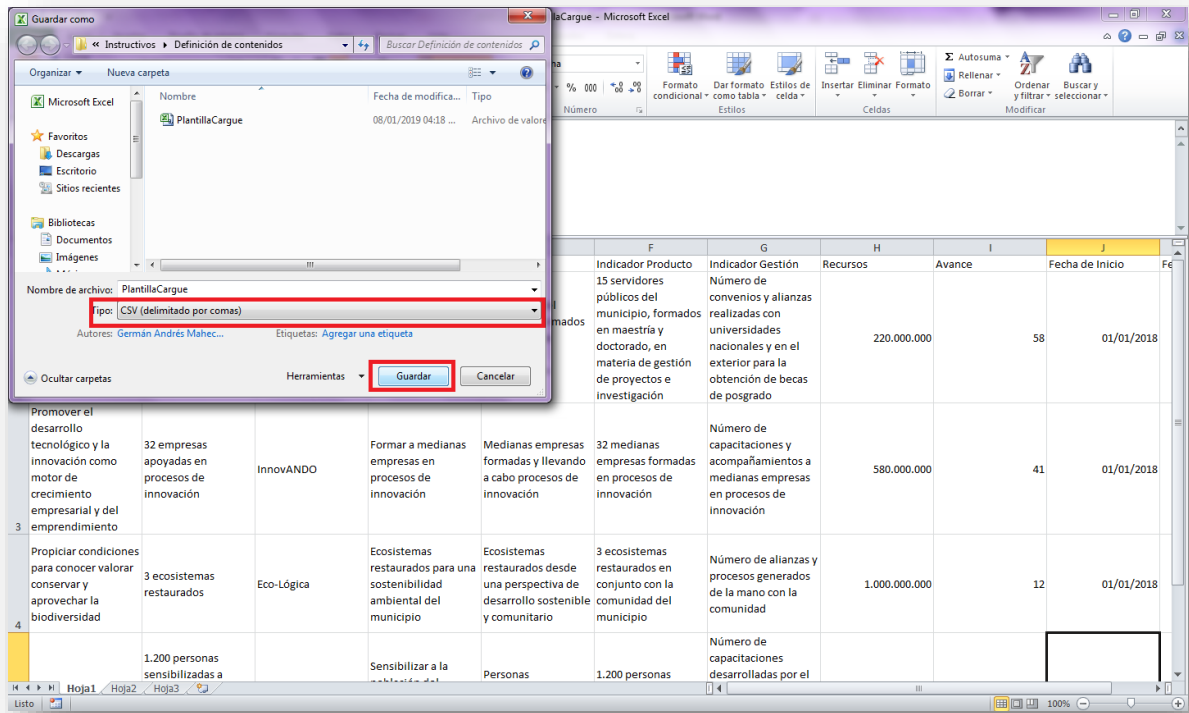 Guardar como
laCargue - Microsoft Excel
« Instructivos ▸ Definición de contenidos
Buscar Definición de contenidos
Organizar
Nueva carpeta
Microsoft Excel
Favoritos
Descargas
Escritorio
Sitios recientes
Bibliotecas
Documentos
Imágenes
Nombre
Fecha de modifica...
Tipo
PlantillaCargue
08/01/2019 04:18 ...
Archivo de valore
Nombre de archivo: PlantillaCargue
Tipo: CSV (delimitado por comas)
Autores: Germán Andrés Mahec...
Etiquetas: Agregar una etiqueta
Ocultar carpetas
Herramientas
Guardar
Cancelar
% 000
Número
Formato
condicional
Dar formato
como tabla
Estilos de
celda
Estilos
Insertar Eliminar Formato
Celdas
Σ Autosuma
Rellenar
Borrar
Ordenar
y filtrar
Buscar y
seleccionar
Modificar
F G H I J
Indicador Producto
Indicador Gestión
Recursos
Avance
Fecha de Inicio
Fe
mados
15 servidores
públicos del
municipio, formados
en maestría y
doctorado, en
materia de gestión
de proyectos e
investigación
Número de
convenios y alianzas
realizadas con
universidades
nacionales y en el
exterior para la
obtención de becas
de posgrado
220.000.000
58
01/01/2018
3
Promover el
desarrollo
tecnológico y la
innovación como
motor de
crecimiento
empresarial y del
emprendimiento
32 empresas
apoyadas en
procesos de
innovación
InnovANDO
Formar a medianas
empresas en
procesos de
innovación
Medianas empresas
formadas y llevando
a cabo procesos de
innovación
32 medianas
empresas formadas
en procesos de
innovación
Número de
capacitaciones y
acompañamientos a
medianas empresas
en procesos de
innovación
580.000.000
41
01/01/2018
4
Propiciar condiciones
para conocer valorar
conservar y
aprovechar la
biodiversidad
3 ecosistemas
restaurados
Eco-Lógica
Ecosistemas
restaurados para una
sostenibilidad
ambiental del
municipio
Ecosistemas
restaurados desde
una perspectiva de
desarrollo sostenible
y comunitario
3 ecosistemas
restaurados en
conjunto con la
comunidad del
municipio
Número de alianzas y
procesos generados
de la mano con la
comunidad
1.000.000.000
12
01/01/2018
1.200 personas
sensibilizadas a
Sensibilizar a la
Personas
1.200 personas
Número de
capacitaciones
desarrolladas por el
Hoja1 Hoja2 Hoja3
Listo
100%